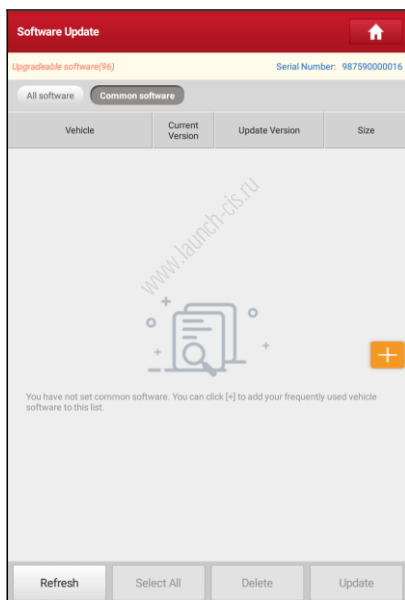 Software Update
Upgradeable software(96)
Serial Number: 987590000016
All software
Common software
Vehicle
Current
Version
Update Version
Size
www.launch-cis.ru
You have not set common software. You can click [+] to add your frequently used vehicle
software to this list.
Refresh
Select All
Delete
Update